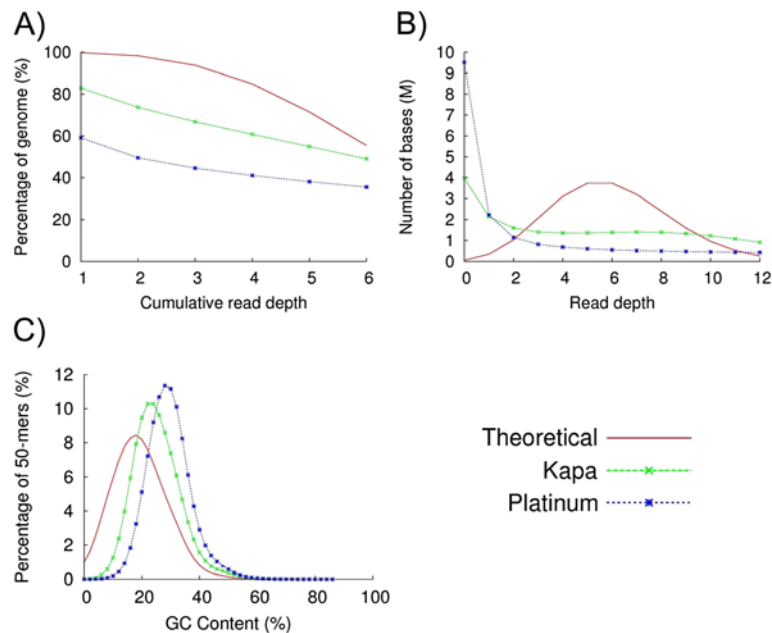 A)
Percentage of genome (%)
100
80
60
40
20
0
1 2 3 4 5 6
Cumulative read depth
B)
Number of bases (M)
10
9
8
7
6
5
4
3
2
1
0
0 2 4 6 8 10 12
Read depth
C)
Percentage of 50-mers (%)
12
10
8
6
4
2
0
0 20 40 60 80 100
GC Content (%)
Theoretical
Kapa
Platinum